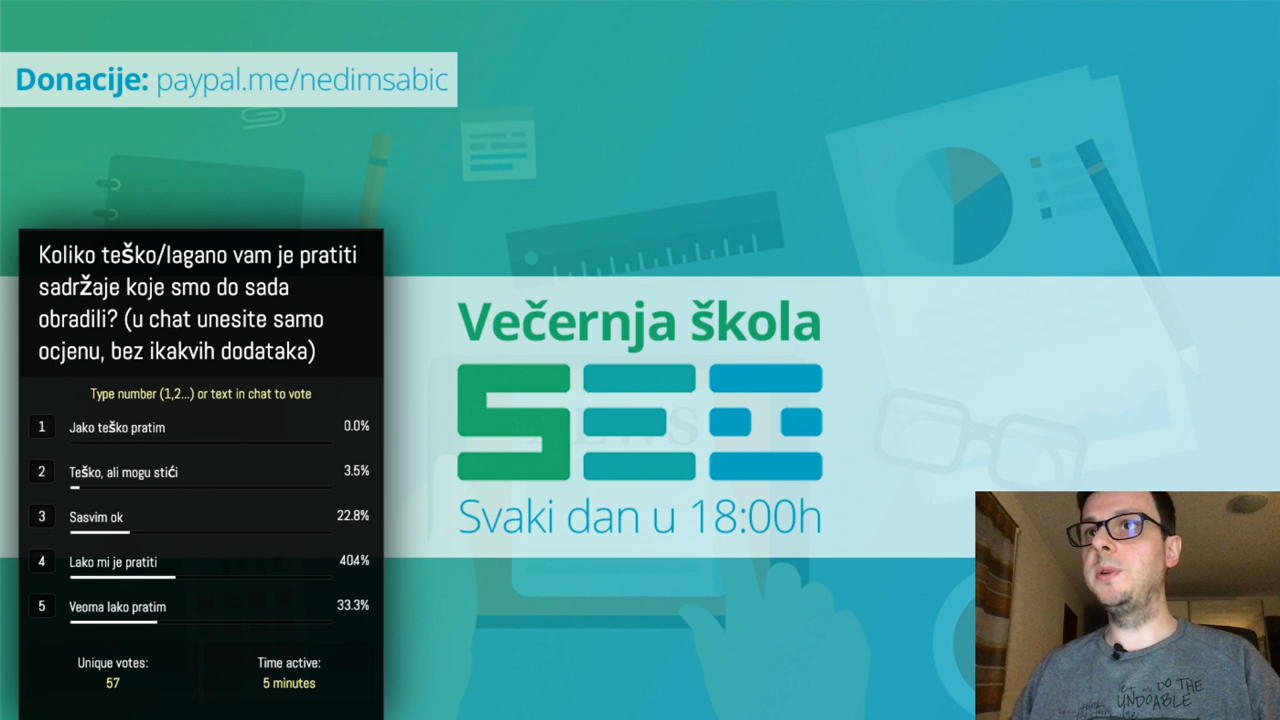 Donacije: paypal.me/nedimsabic
Koliko teško/lagano vam je pratiti
sadržaje koje smo do sada
obradili? (u chat unesite samo
ocjenu, bez ikakvih dodataka)
Type number (1,2...) or text in chat to vote
1 Jako teško pratim 0.0%
2 Teško, ali mogu stići 3.5%
3 Sasvim ok 22.8%
4 Lako mi je pratiti 40.4%
5 Veoma lako pratim 33.3%
Unique votes: Time active:
57 5 minutes
Večernja škola
SEO
Svaki dan u 18:00h
DO THE
UNDOABLE